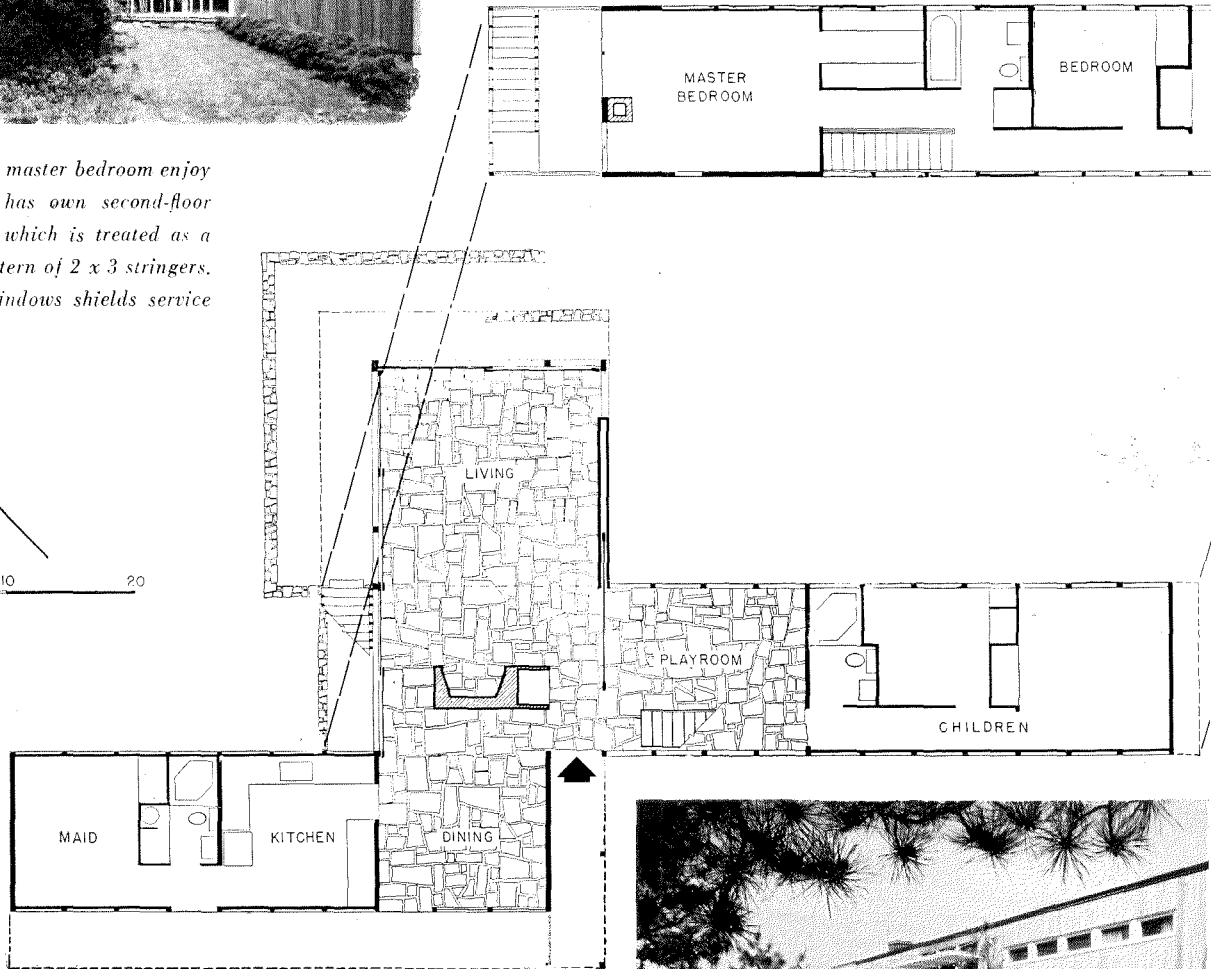 master bedroom enjoy
has own second-floor
which is treated as a
tern of 2 x 3 stringers.
indows shields service
MASTER
BEDROOM
BEDROOM
LIVING
10 20
PLAYROOM
CHILDREN
MAID
KITCHEN
DINING